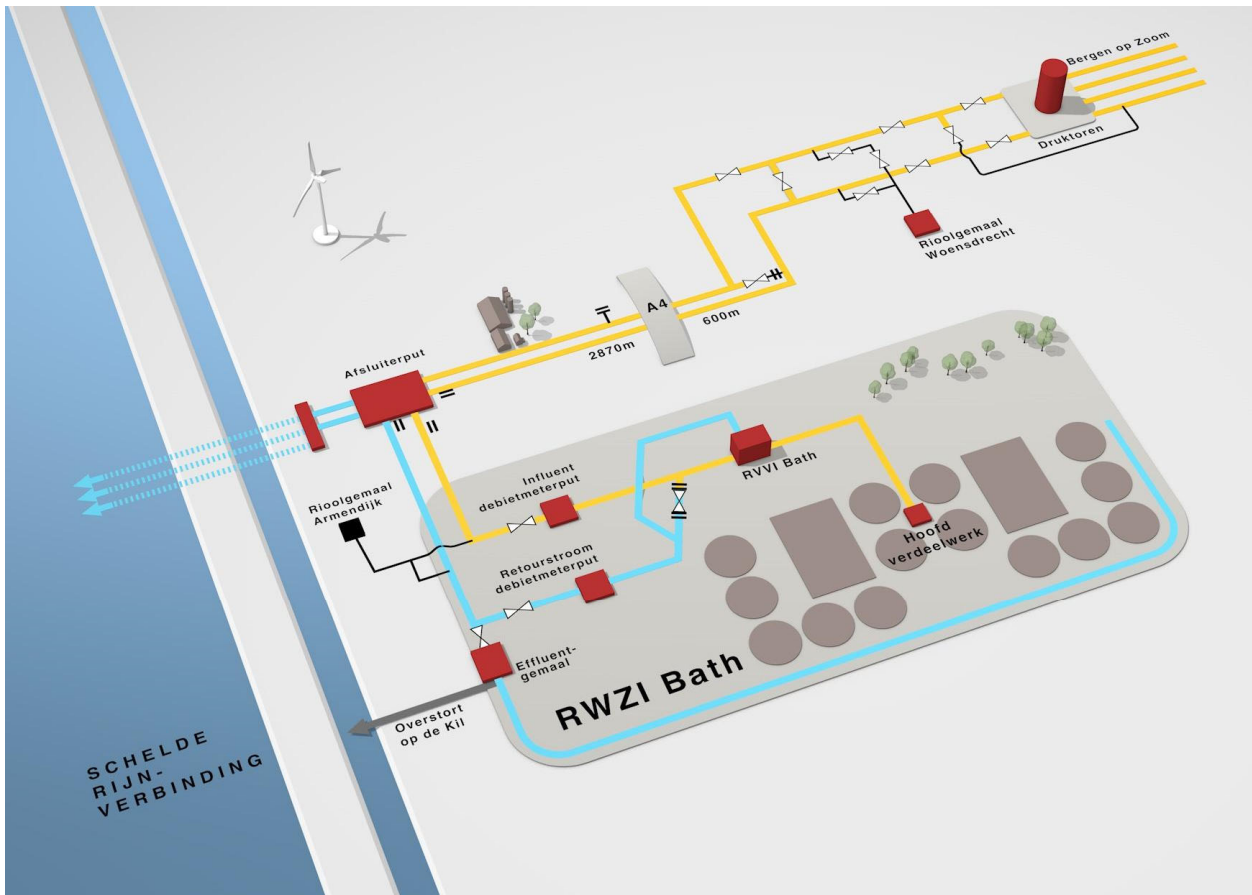 Bergen op Zoom
Druktoren
Rioolgemaal
Woensdrecht
A4
600m
2870m
Afsluiterput
RVVI Bath
Influent
debietmeterput
Rioolgemaal
Armendijk
Hoofd
verdeelwerk
Retourstroom
debietmeterput
Effluent-
gemaal
RWZI Bath
Overstort
op de Kil
SCHELDE
RIJN-
VERBINDING